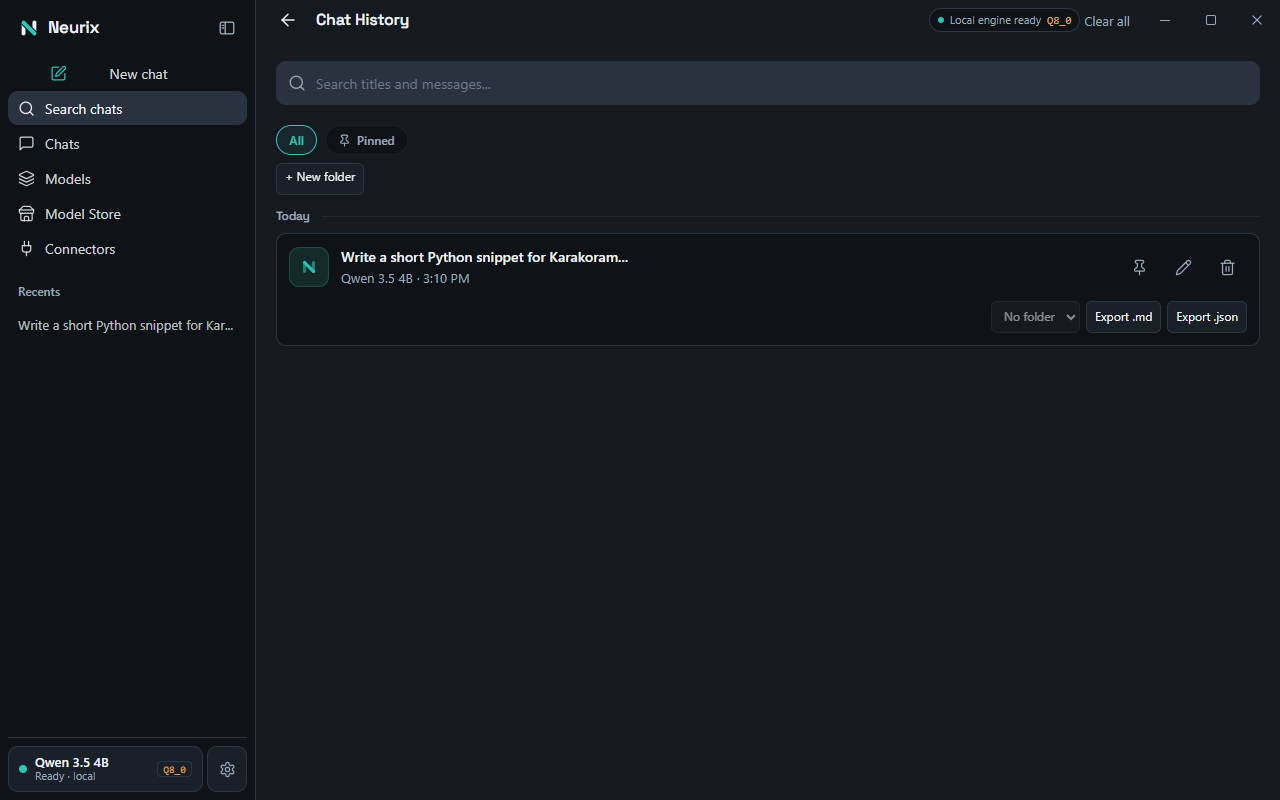 Neurix
New chat
Search chats
Chats
Models
Model Store
Connectors
Recents
Write a short Python snippet for Kar...
Qwen 3.5 4B
Ready · local
Q8_0
Chat History
Local engine ready Q8_0
Clear all
Search titles and messages...
All
Pinned
+ New folder
Today
Write a short Python snippet for Karakoram...
Qwen 3.5 4B · 3:10 PM
No folder
Export .md
Export .json